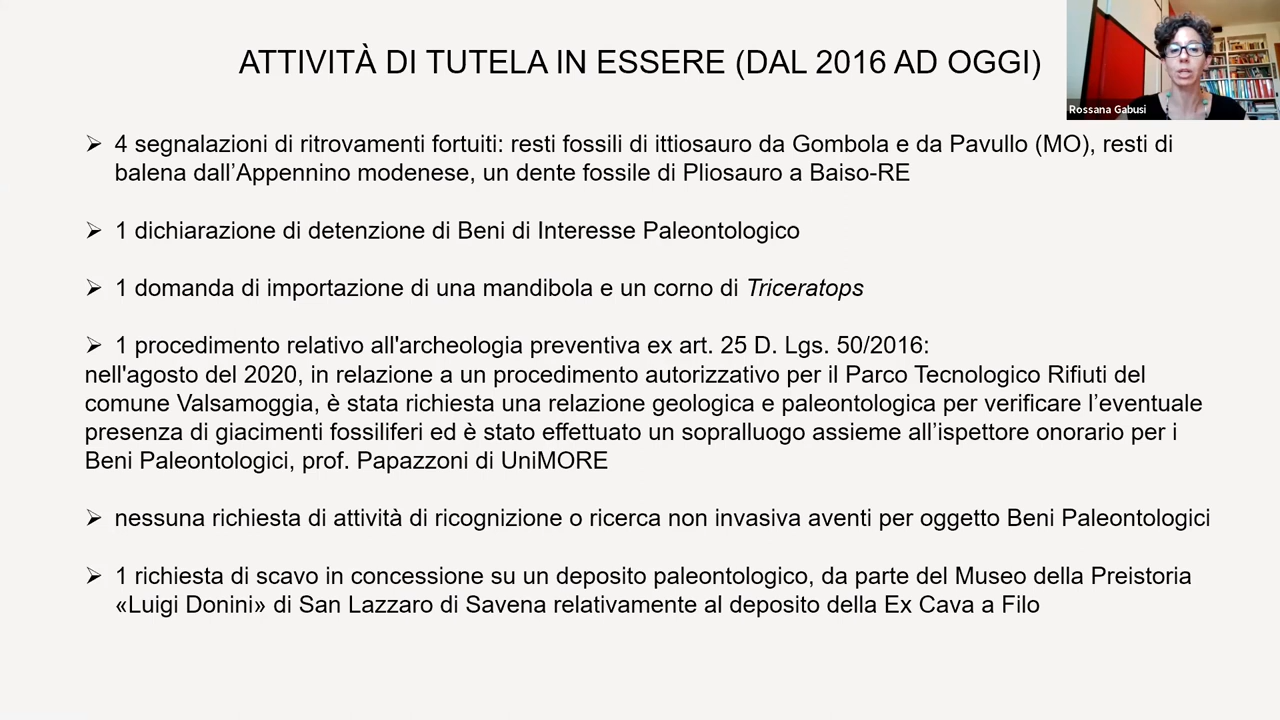 ATTIVITÀ DI TUTELA IN ESSERE (DAL 2016 AD OGGI)
Rossana Gabusi
➢ 4 segnalazioni di ritrovamenti fortuiti: resti fossili di ittiosauro da Gombola e da Pavullo (MO), resti di
balena dall’Appennino modenese, un dente fossile di Pliosauro a Baiso-RE
➢ 1 dichiarazione di detenzione di Beni di Interesse Paleontologico
➢ 1 domanda di importazione di una mandibola e un corno di Triceratops
➢ 1 procedimento relativo all'archeologia preventiva ex art. 25 D. Lgs. 50/2016:
nell'agosto del 2020, in relazione a un procedimento autorizzativo per il Parco Tecnologico Rifiuti del
comune Valsamoggia, è stata richiesta una relazione geologica e paleontologica per verificare l’eventuale
presenza di giacimenti fossiliferi ed è stato effettuato un sopralluogo assieme all’ispettore onorario per i
Beni Paleontologici, prof. Papazzoni di UniMORE
➢ nessuna richiesta di attività di ricognizione o ricerca non invasiva aventi per oggetto Beni Paleontologici
➢ 1 richiesta di scavo in concessione su un deposito paleontologico, da parte del Museo della Preistoria
«Luigi Donini» di San Lazzaro di Savena relativamente al deposito della Ex Cava a Filo